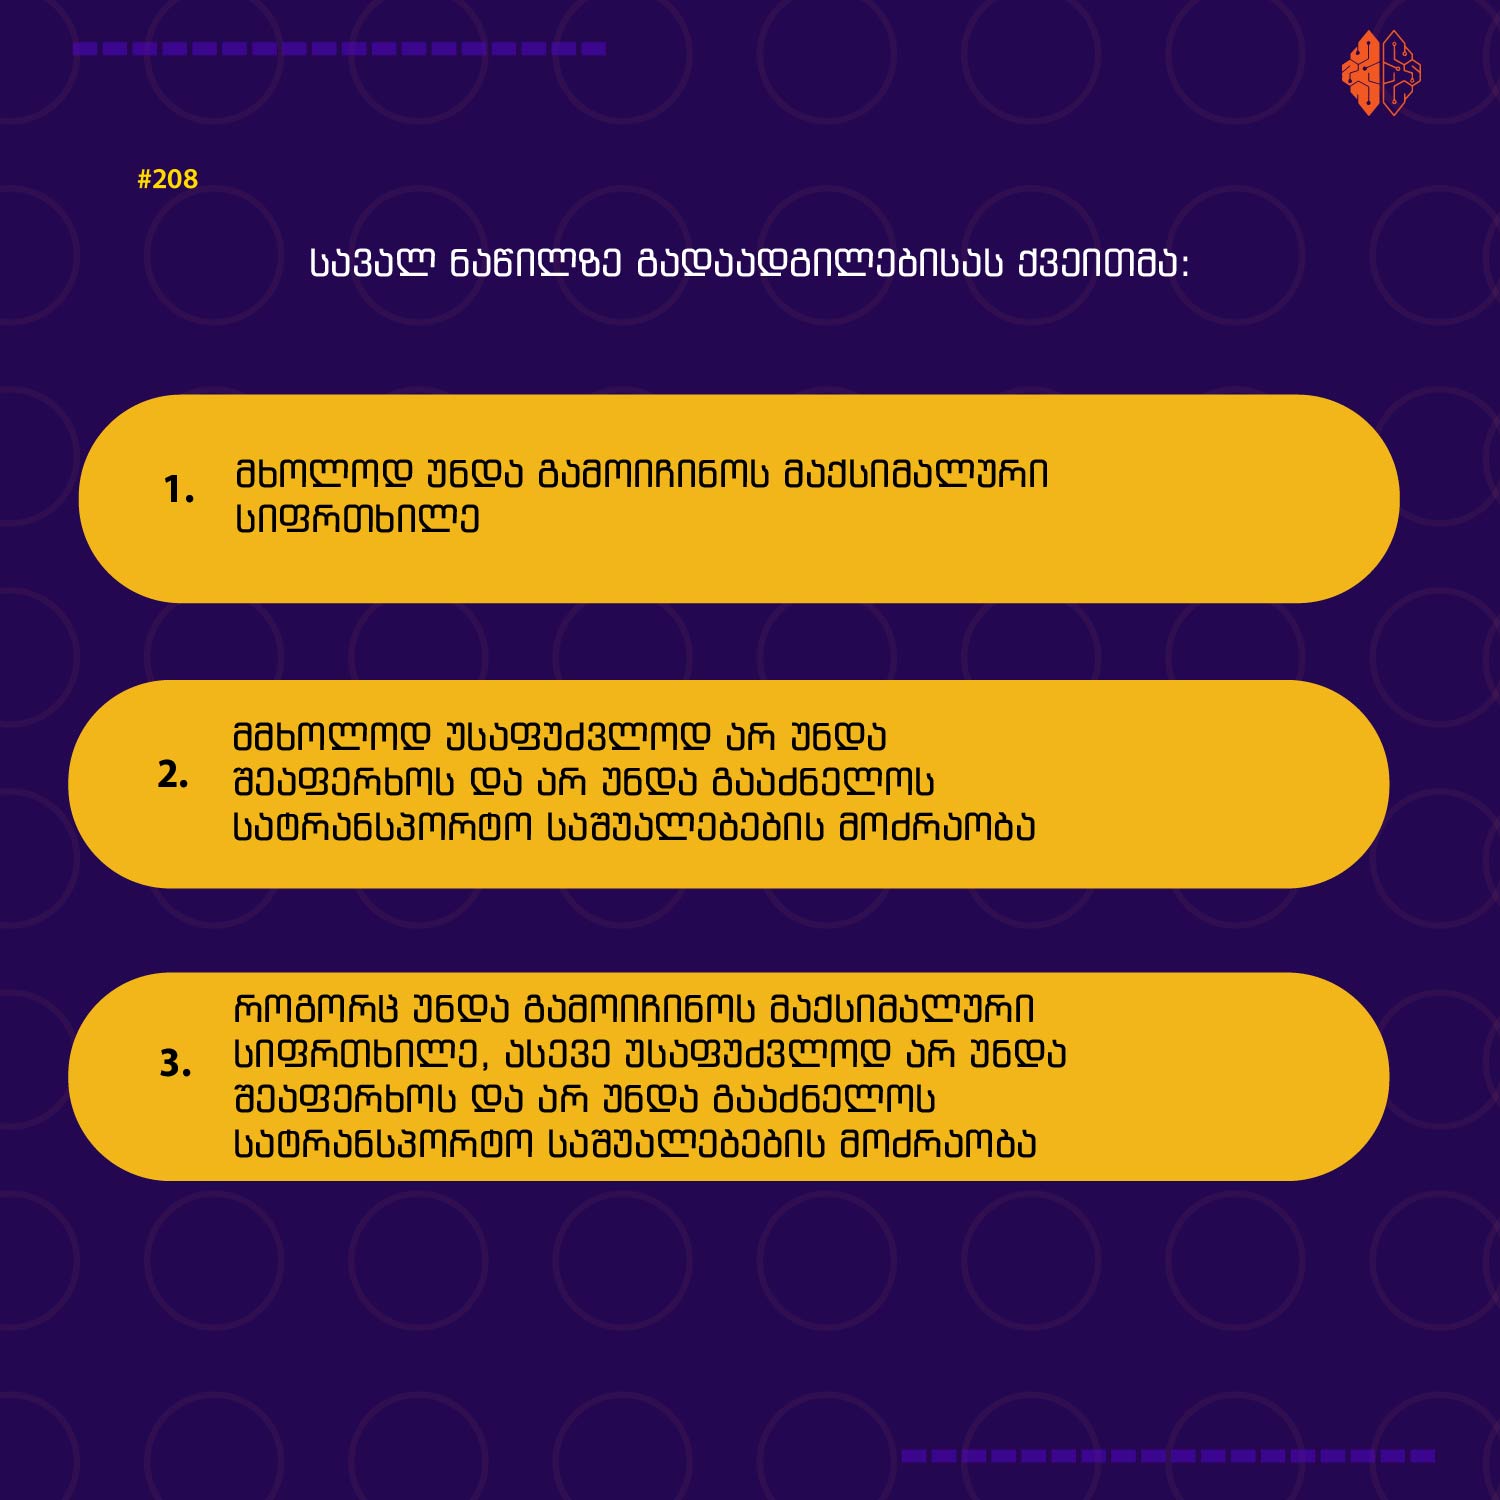 #208
სავალ ნაწილზე გადაადგილებისას ქვეითმა:
1.
მხოლოდ უნდა გამოიჩინოს მაქსიმალური
სიფრთხილე
2.
მმხოლოდ უსაფუძვლოდ არ უნდა
შეაფერხოს და არ უნდა გააძნელოს
სატრანსპორტო საშუალებების მოძრაობა
3.
როგორც უნდა გამოიჩინოს მაქსიმალური
სიფრთხილე, ასევე უსაფუძვლოდ არ უნდა
შეაფერხოს და არ უნდა გააძნელოს
სატრანსპორტო საშუალებების მოძრაობა